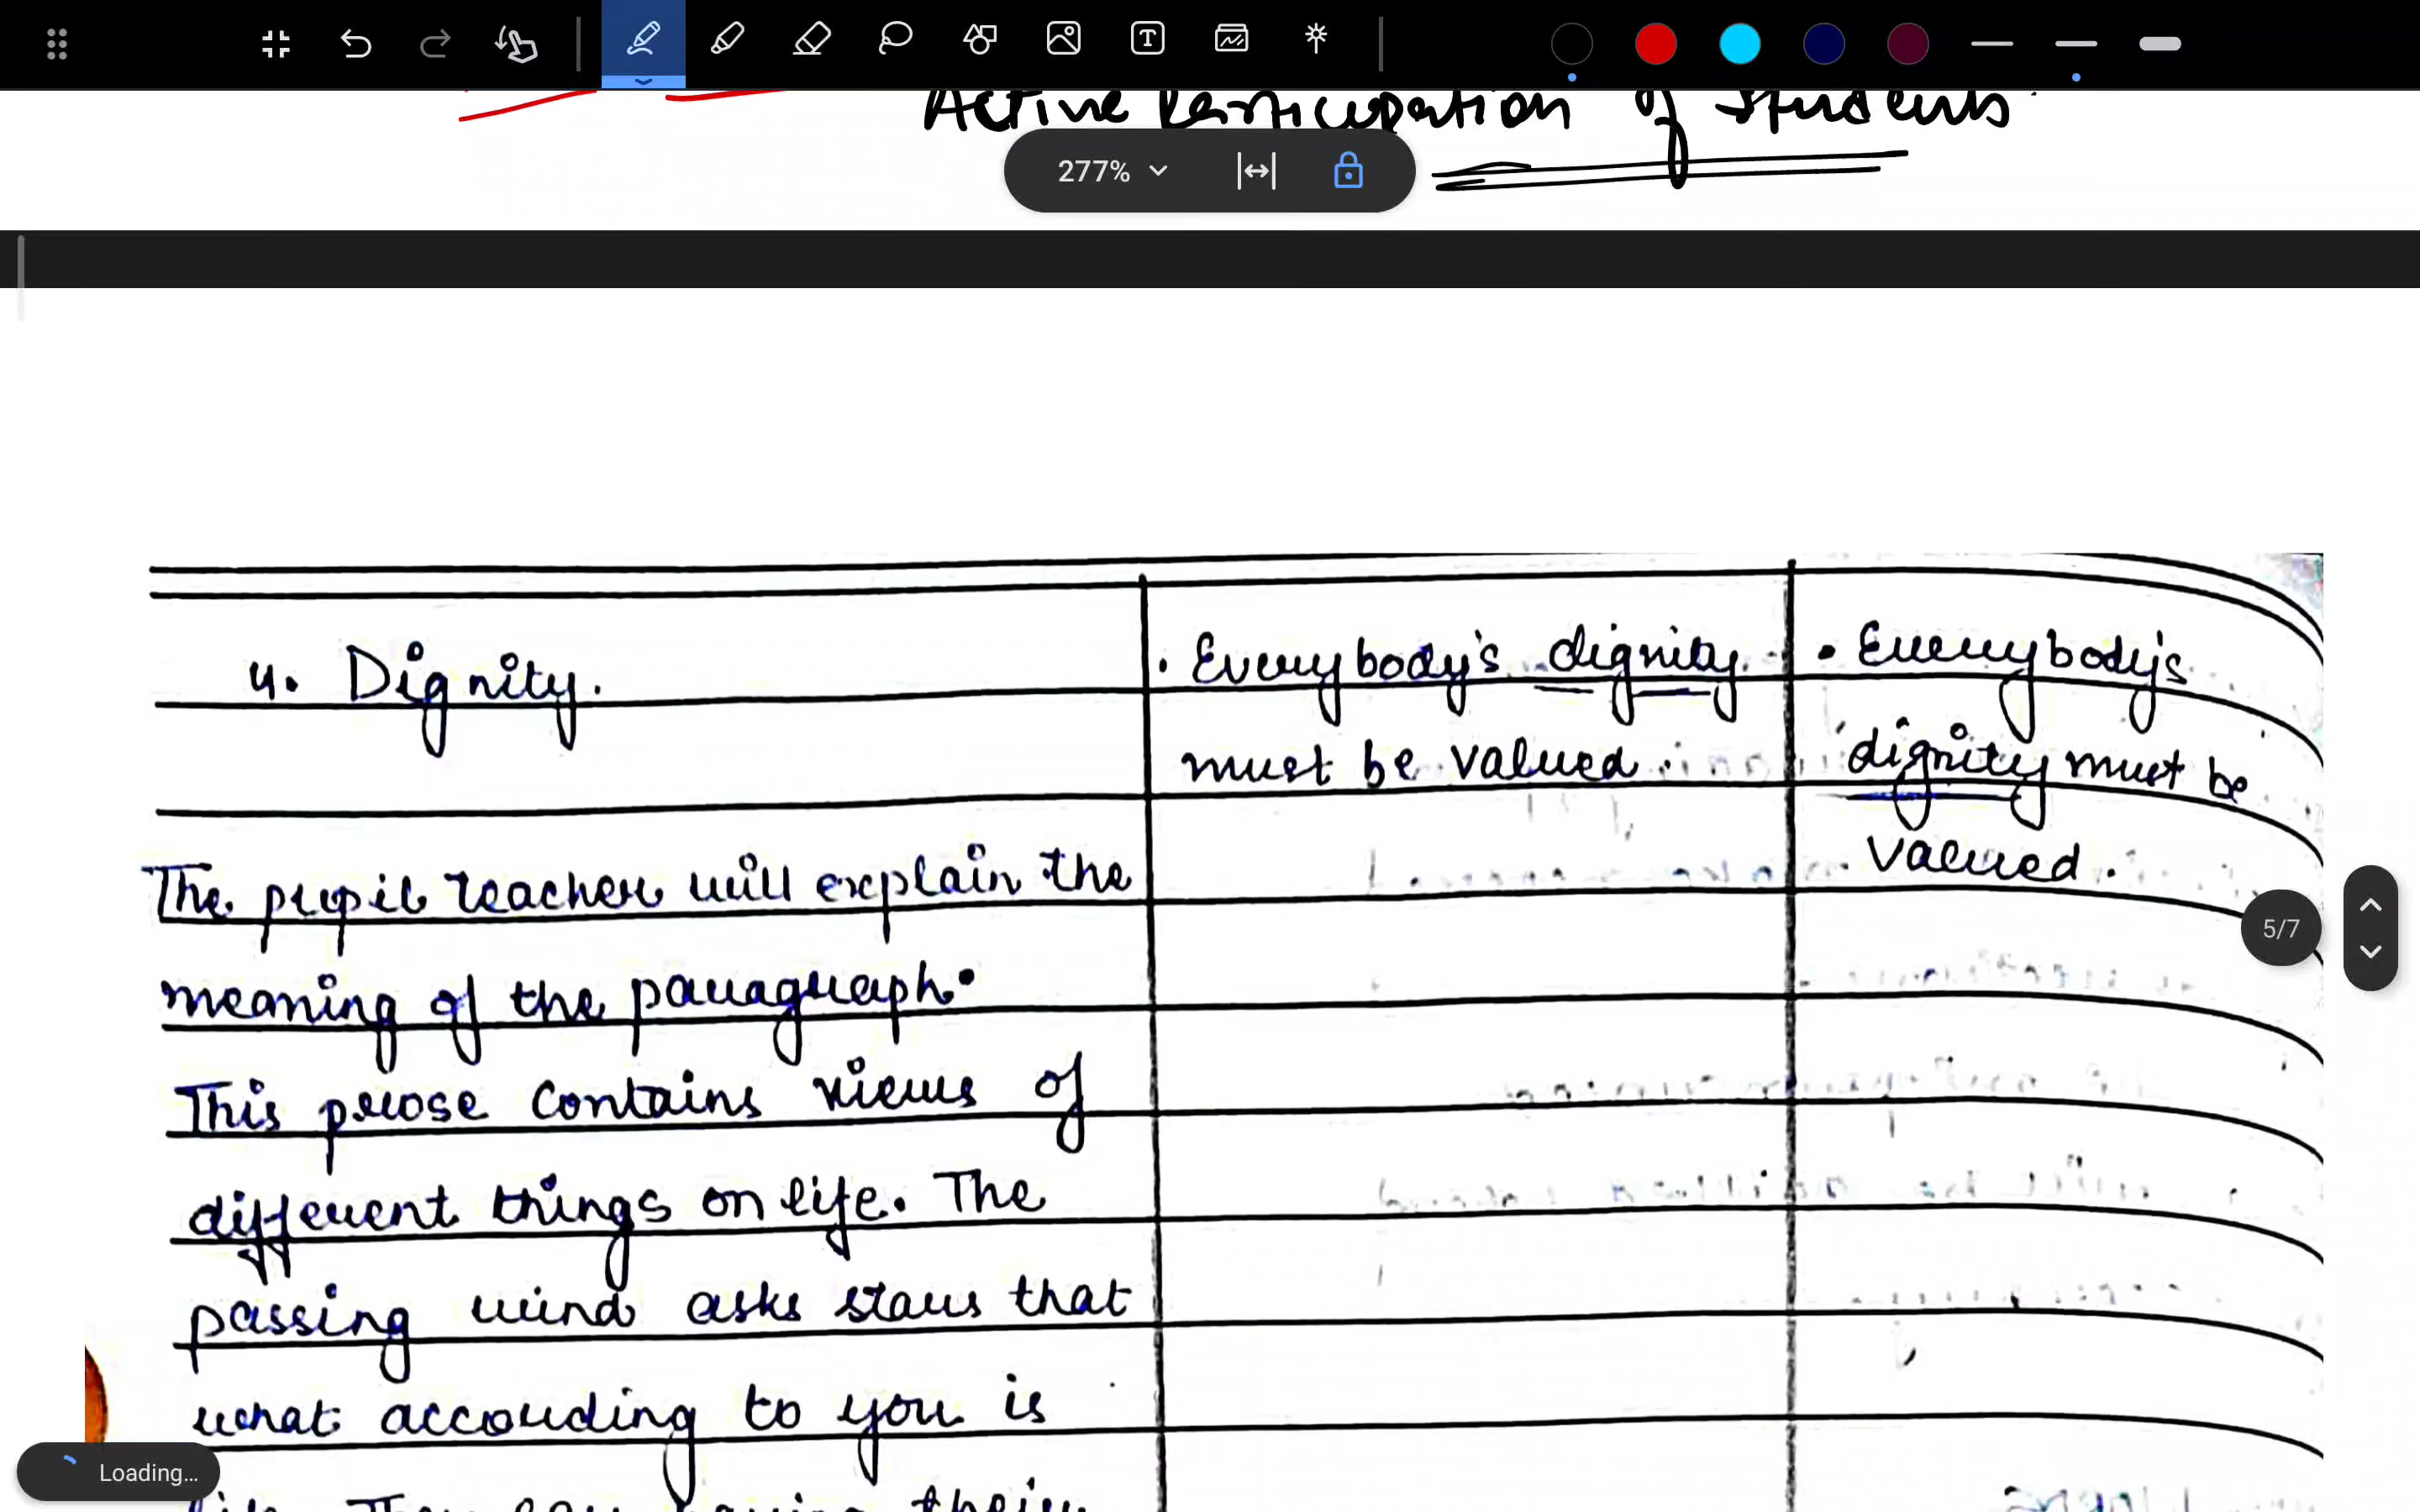 Active Participation of Students.
277%
4. Dignity.
. Everybody's dignity
must be valued.
• Everybody's
dignity must be
valued.
The pupil teacher will explain the
meaning of the paragraph.
This prose contains views of
different things on life. The
passing wind asks stars that
what according to you is
5/7
Loading...